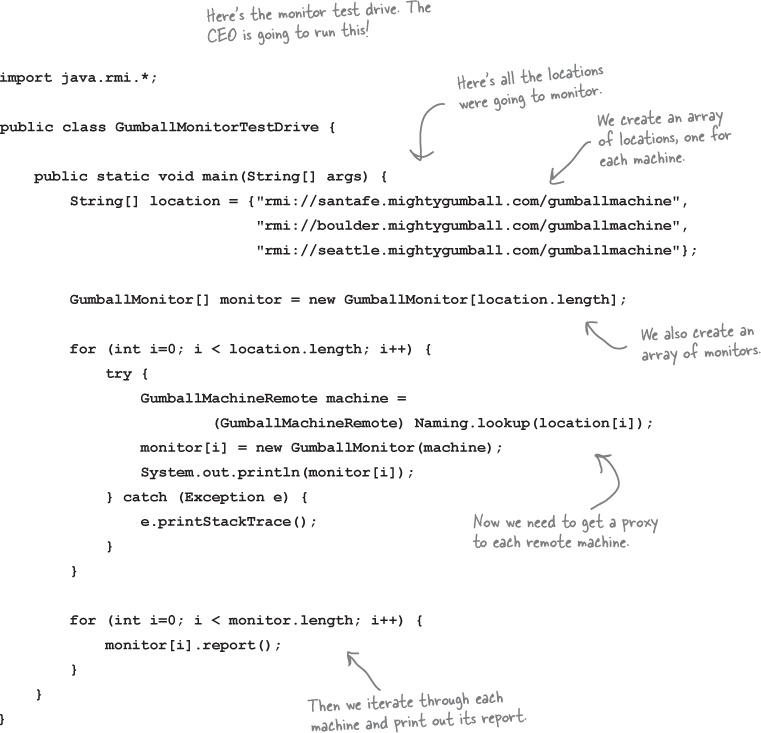 Here's the monitor test drive. The
CEO is going to run this!
import java.rmi.*;
Here's all the locations
were going to monitor.
public class GumballMonitorTestDrive {
We create an array
of locations, one for
each machine.
public static void main(String[] args) {
String[] location = {"rmi://santafe.mightygumball.com/gumballmachine",
"rmi://boulder.mightygumball.com/gumballmachine",
"rmi://seattle.mightygumball.com/gumballmachine"};
GumballMonitor[] monitor = new GumballMonitor[location.length];
We also create an
array of monitors.
for (int i=0; i < location.length; i++) {
try {
GumballMachineRemote machine =
(GumballMachineRemote) Naming.lookup(location[i]);
monitor[i] = new GumballMonitor(machine);
System.out.println(monitor[i]);
} catch (Exception e) {
e.printStackTrace();
}
}
Now we need to get a proxy
to each remote machine.
for (int i=0; i < monitor.length; i++) {
monitor[i].report();
}
}
}
Then we iterate through each
machine and print out its report.